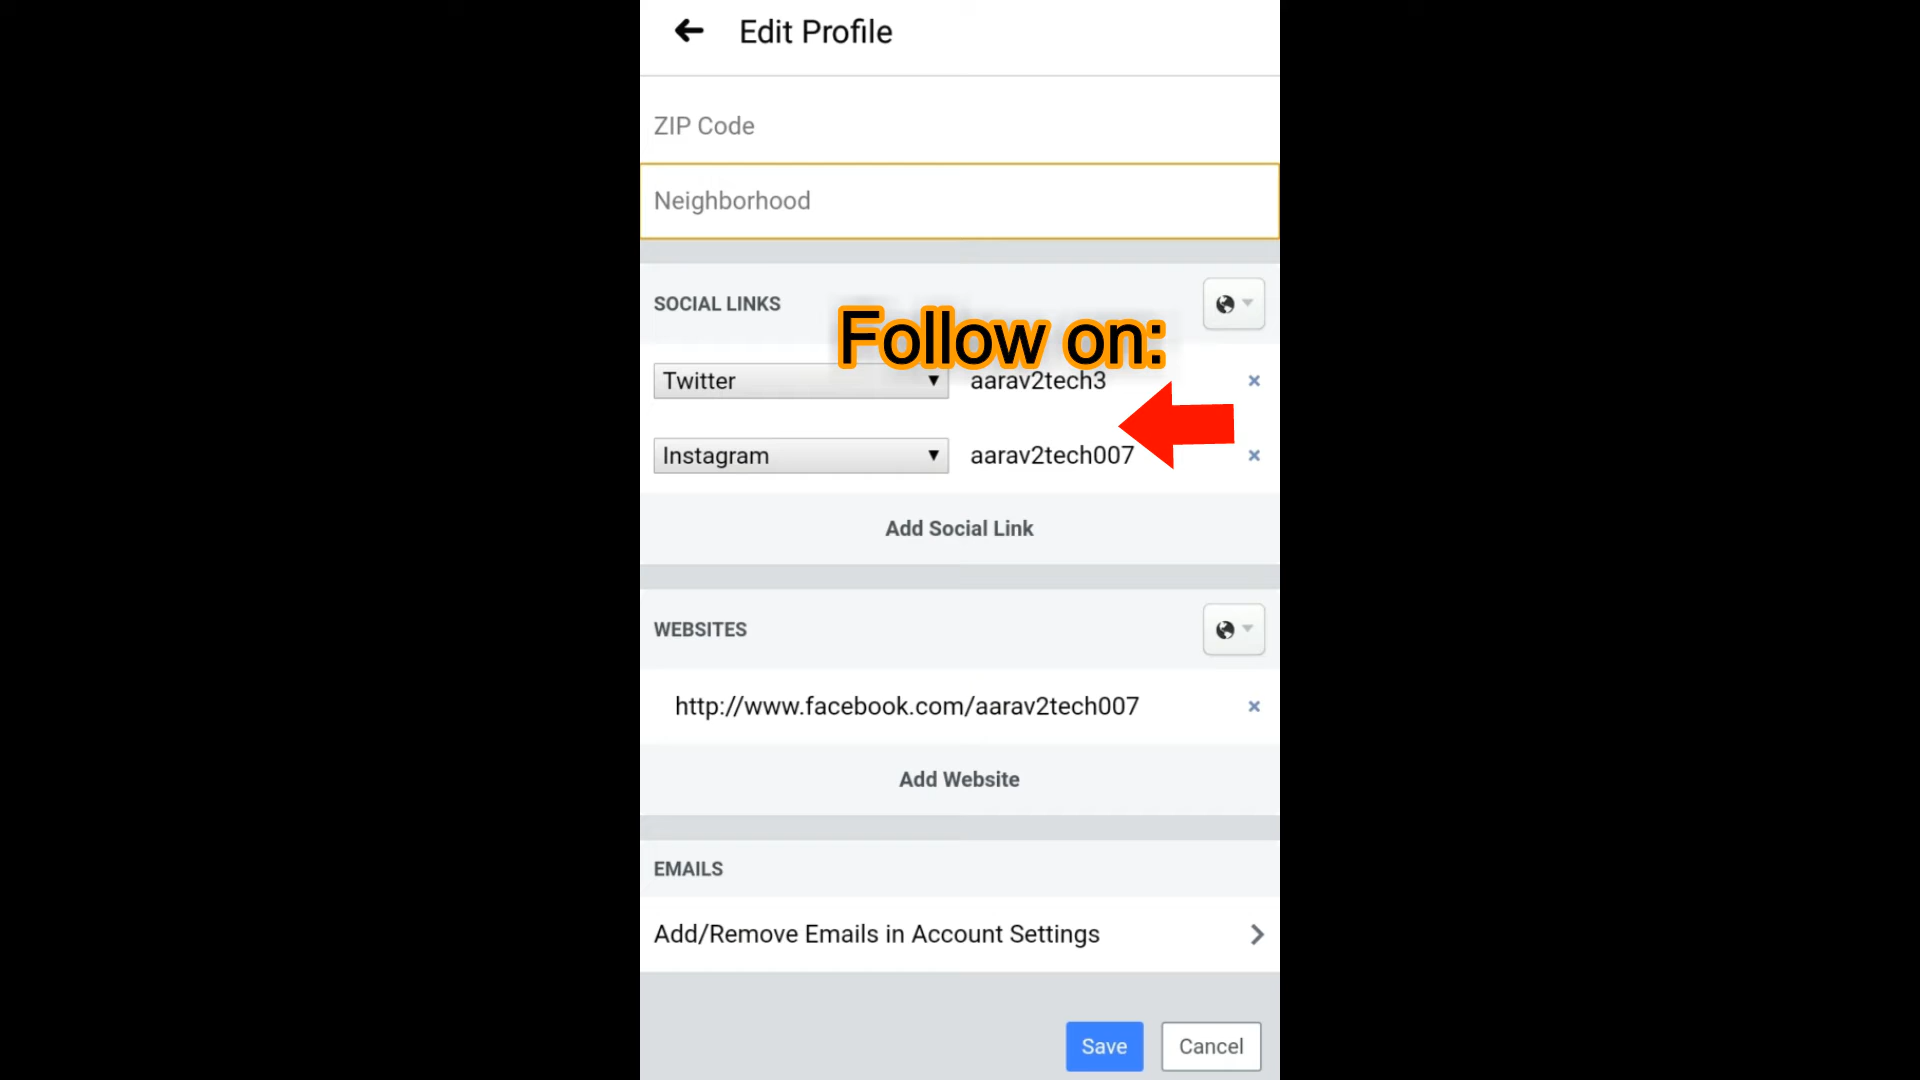 Edit Profile
ZIP Code
Neighborhood
SOCIAL LINKS
Follow on:
Twitter aarav2tech3
Instagram aarav2tech007
Add Social Link
WEBSITES
http://www.facebook.com/aarav2tech007
Add Website
EMAILS
Add/Remove Emails in Account Settings
Save Cancel